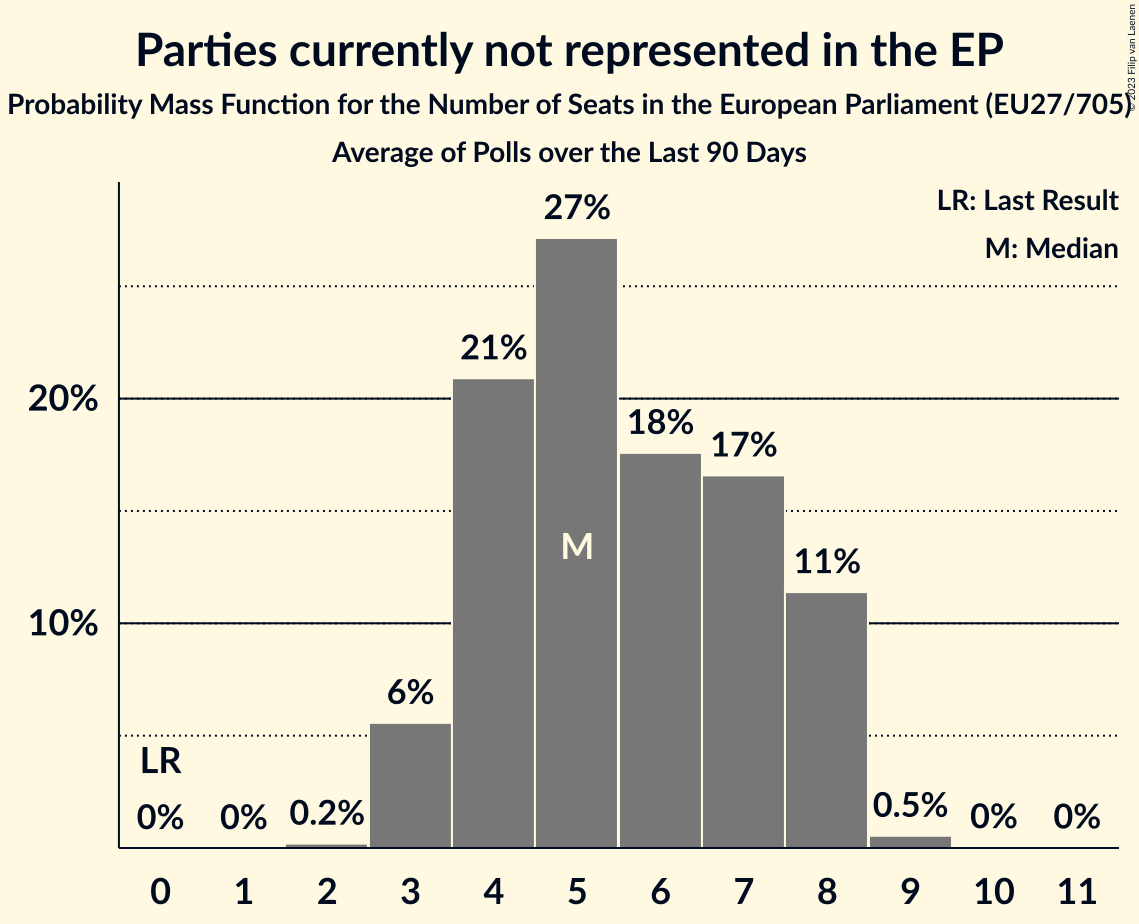 Parties currently not represented in the EP
Probability Mass Function for the Number of Seats in the European Parliament (EU27/705)
Average of Polls over the Last 90 Days
© 2023 Filip van Laenen
LR: Last Result
M: Median
27%
21%
20%
18%
17%
M
11%
10%
6%
LR
0% 0% 0.2% 0.5% 0% 0%
0 1 2 3 4 5 6 7 8 9 10 11